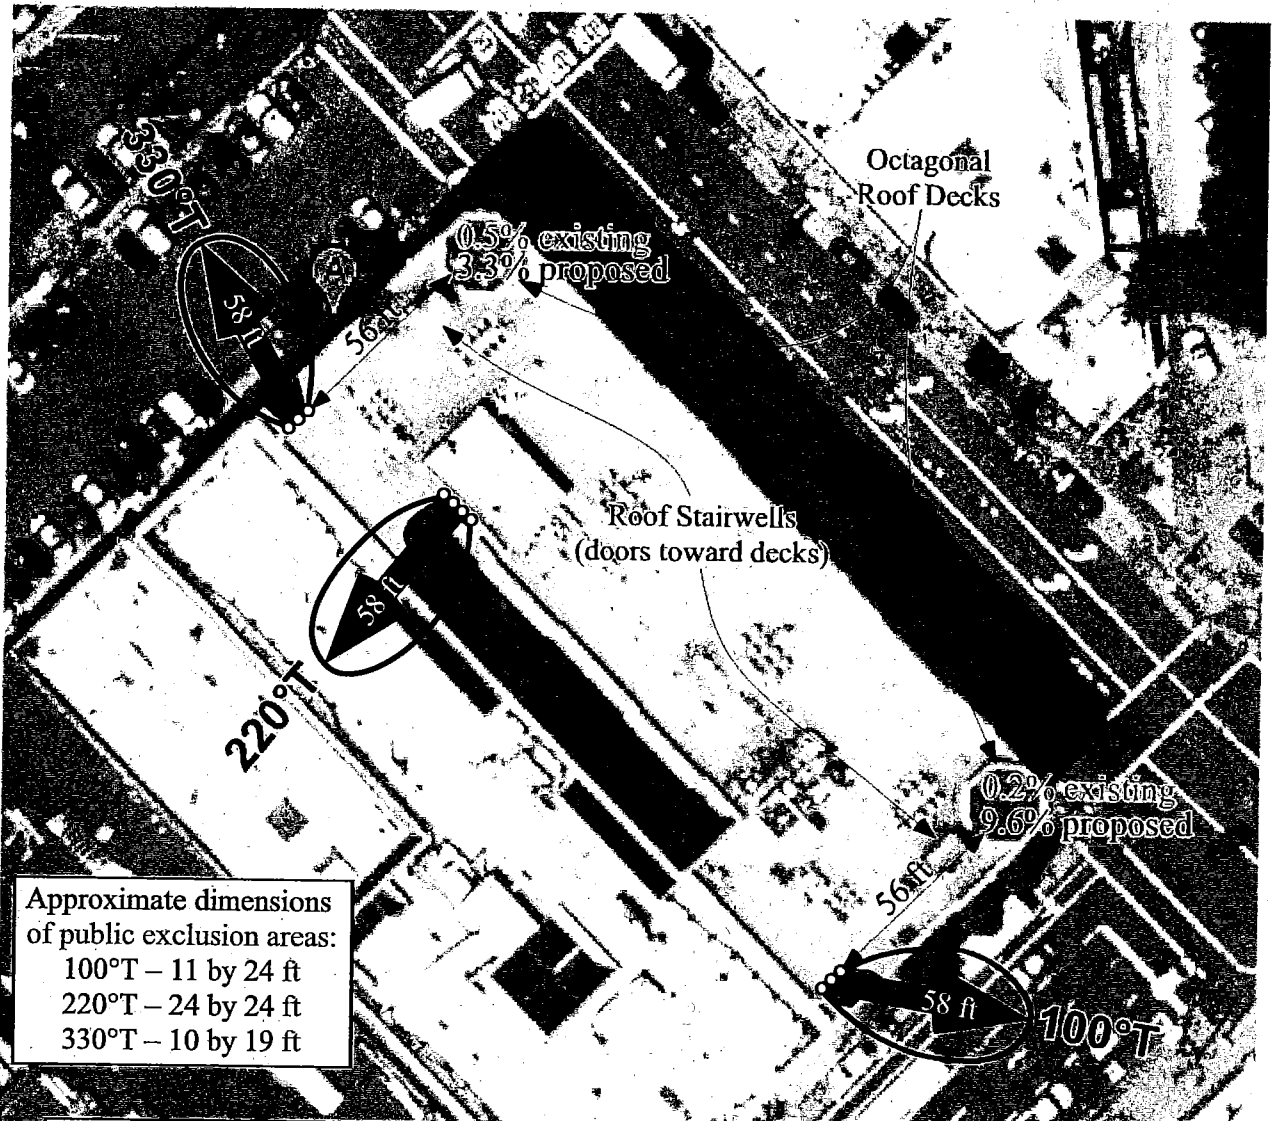 330°T
Octagonal
Roof Decks
0.5% existing
3.3% proposed
A
58 ft
56 ft
Roof Stairwells
(doors toward decks)
58 ft
220°T
0.2% existing
9.6% proposed
56 ft
58 ft
100°T
Approximate dimensions
of public exclusion areas:
100°T – 11 by 24 ft
220°T – 24 by 24 ft
330°T – 10 by 19 ft